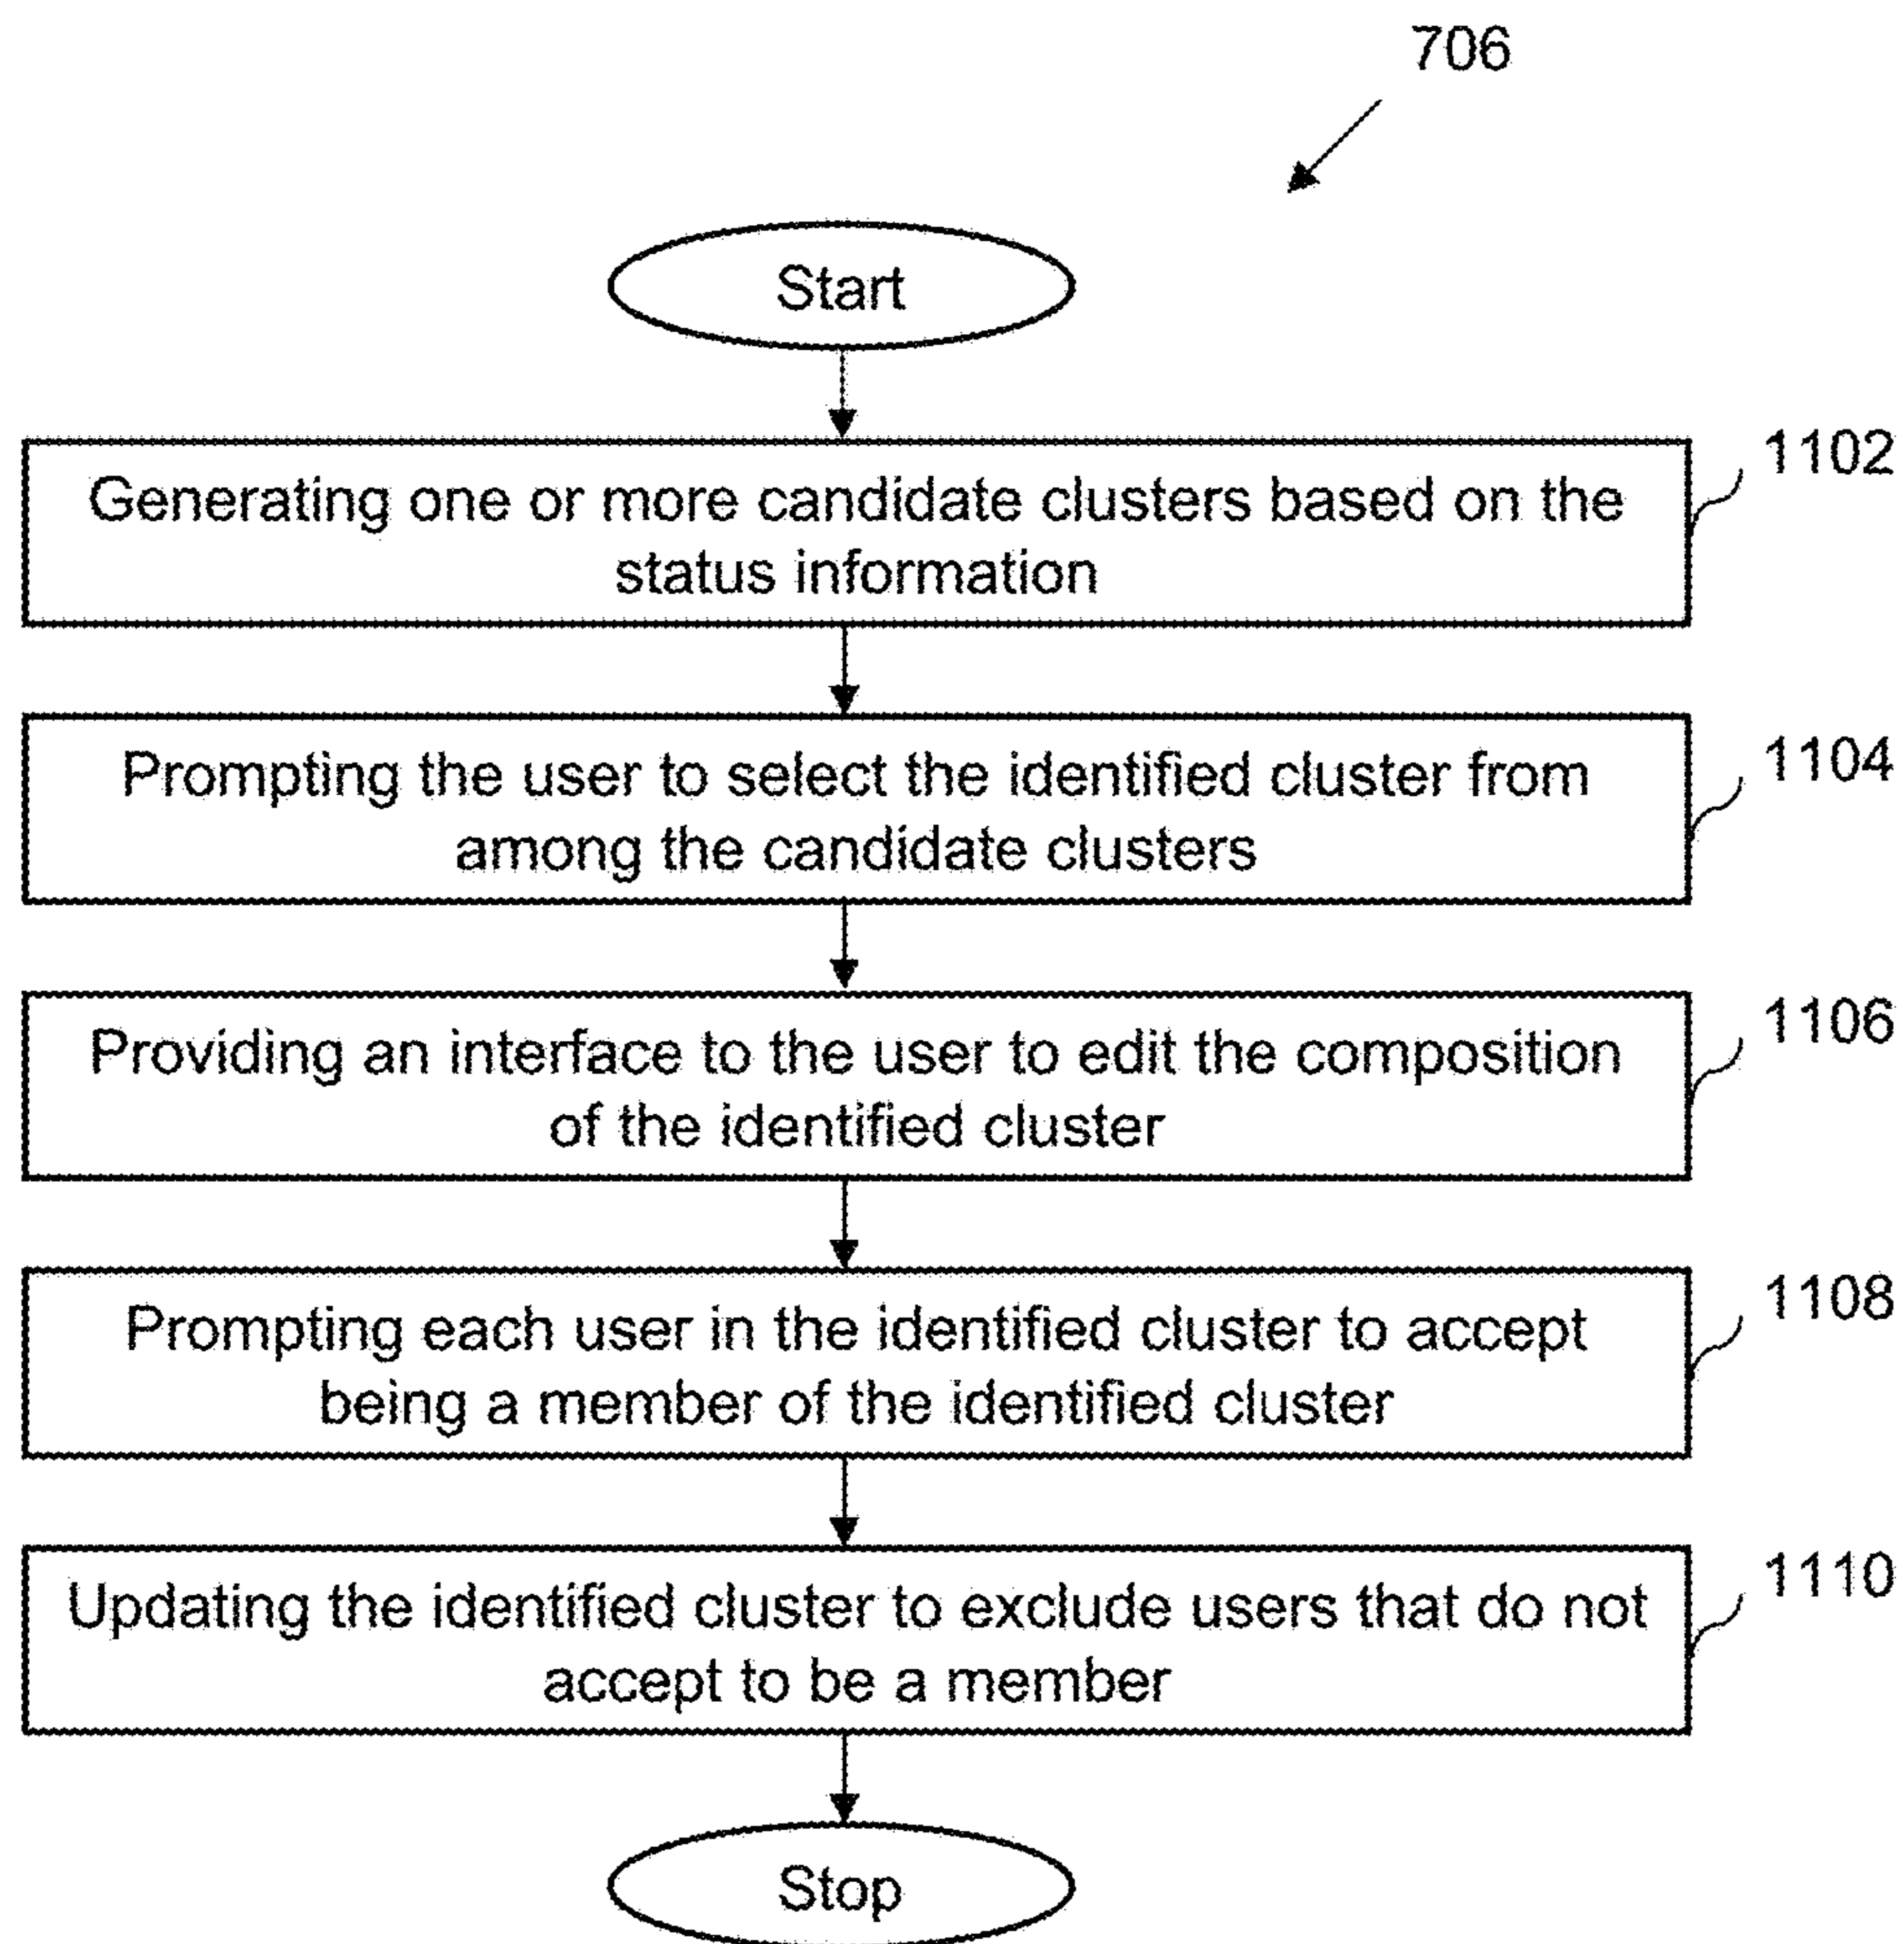 706
Start
1102
Generating one or more candidate clusters based on the
status information
1104
Prompting the user to select the identified cluster from
among the candidate clusters
1106
Providing an interface to the user to edit the composition
of the identified cluster
1108
Prompting each user in the identified cluster to accept
being a member of the identified cluster
1110
Updating the identified cluster to exclude users that do not
accept to be a member
Stop